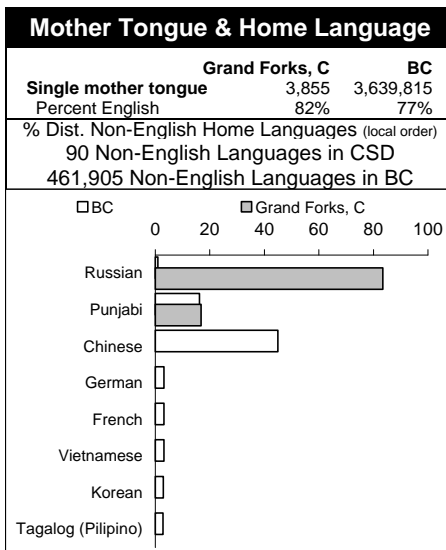 Mother Tongue & Home Language
Grand Forks, C BC
Single mother tongue 3,855 3,639,815
Percent English 82% 77%
% Dist. Non-English Home Languages (local order)
90 Non-English Languages in CSD
461,905 Non-English Languages in BC
BC Grand Forks, C
0 20 40 60 80 100
Russian
Punjabi
Chinese
German
French
Vietnamese
Korean
Tagalog (Pilipino)